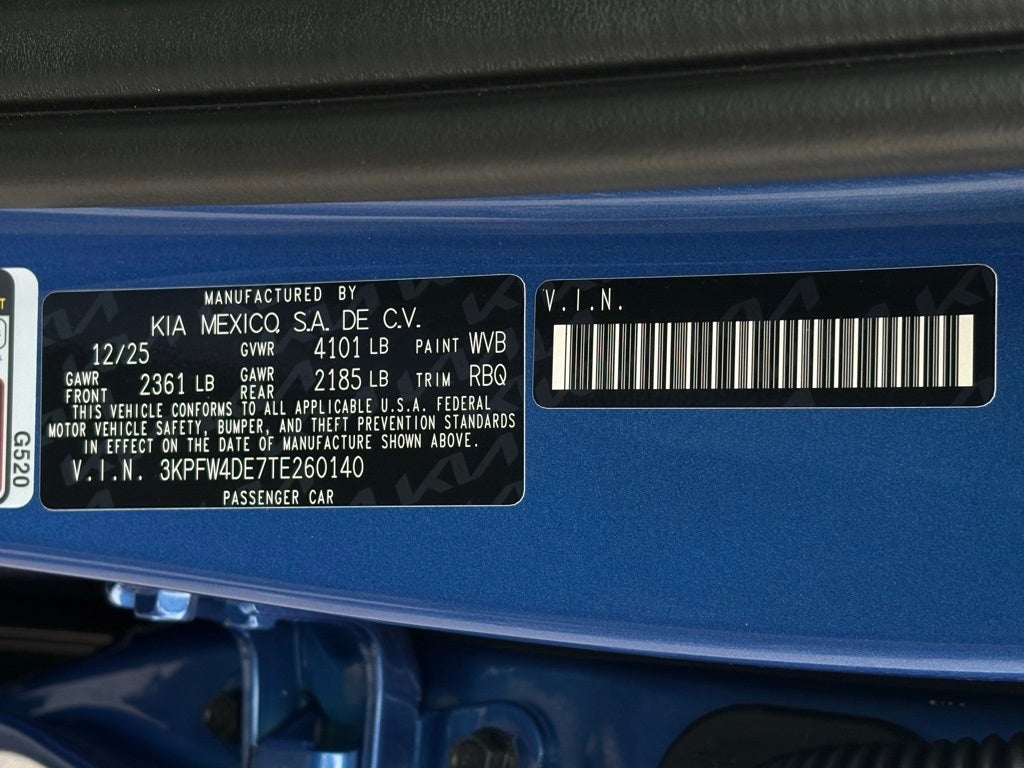 MANUFACTURED BY
KIA MEXICO, S.A. DE C.V.
12/25 GVWR 4101 LB PAINT WVB
GAWR FRONT 2361 LB GAWR REAR 2185 LB TRIM RBQ
THIS VEHICLE CONFORMS TO ALL APPLICABLE U.S.A. FEDERAL
MOTOR VEHICLE SAFETY, BUMPER, AND THEFT PREVENTION STANDARDS
IN EFFECT ON THE DATE OF MANUFACTURE SHOWN ABOVE.
V.I.N. 3KPFW4DE7TE260140
PASSENGER CAR
V.I.N.
G520